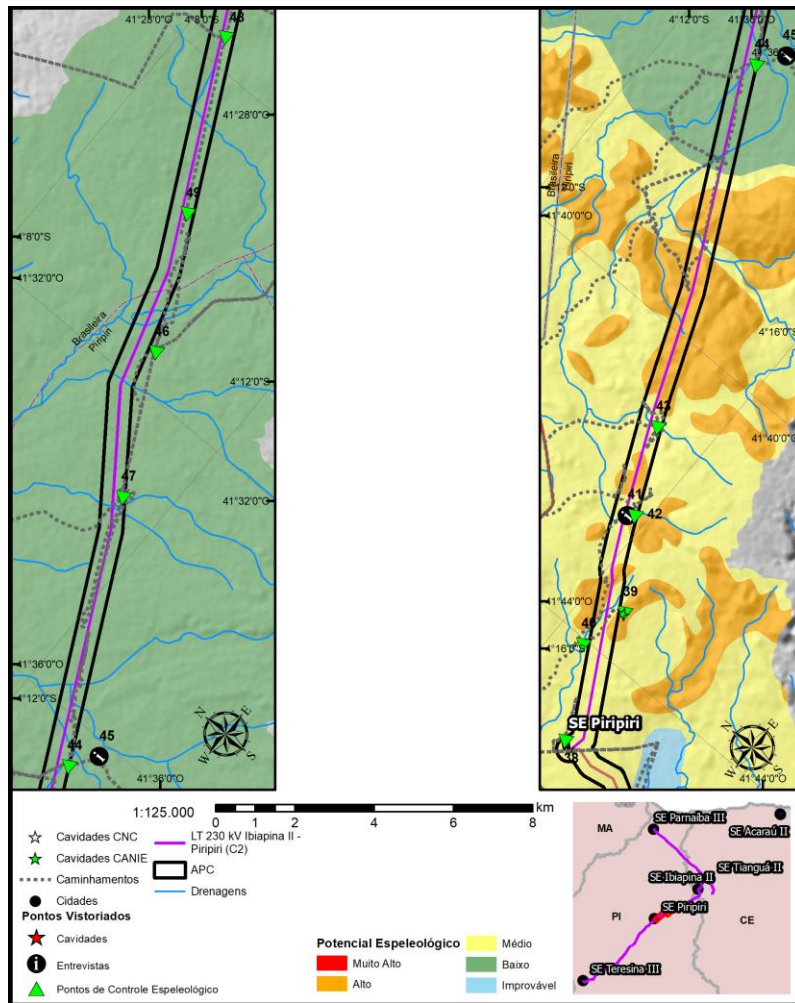 41°28'0"O
4°8'0"S
48
41°28'0"O
49
4°8'0"S
41°32'0"O
Brasileira
Piripiri
46
4°12'0"S
47
41°32'0"O
41°36'0"O
4°12'0"S
44
45
41°36'0"O
N
E
S
W
4°12'0"S
41°36'0"O
45
44
Brasileira
Piripiri
41°40'0"O
4°16'0"S
43
41°40'0"O
41
42
41°44'0"O
39
40
4°16'0"S
SE Piripiri
38
N
E
S
W
41°44'0"O
1:125.000
0 2 4 6 8
km
Cavidades CNC
Cavidades CANIE
Caminhamentos
Cidades
Pontos Vistoriados
Cavidades
Entrevistas
Pontos de Controle Espeleológico
LT 230 kV Ibiapina II -
Piripiri (C2)
APC
Drenagens
Potencial Espeleológico
Muito Alto
Alto
Médio
Baixo
Improvável
SE Parnaíba III
MA
SE Acaraú II
SE Tianguá II
SE Ibiapina II
PI
SE Piripiri
CE
SE Teresina III